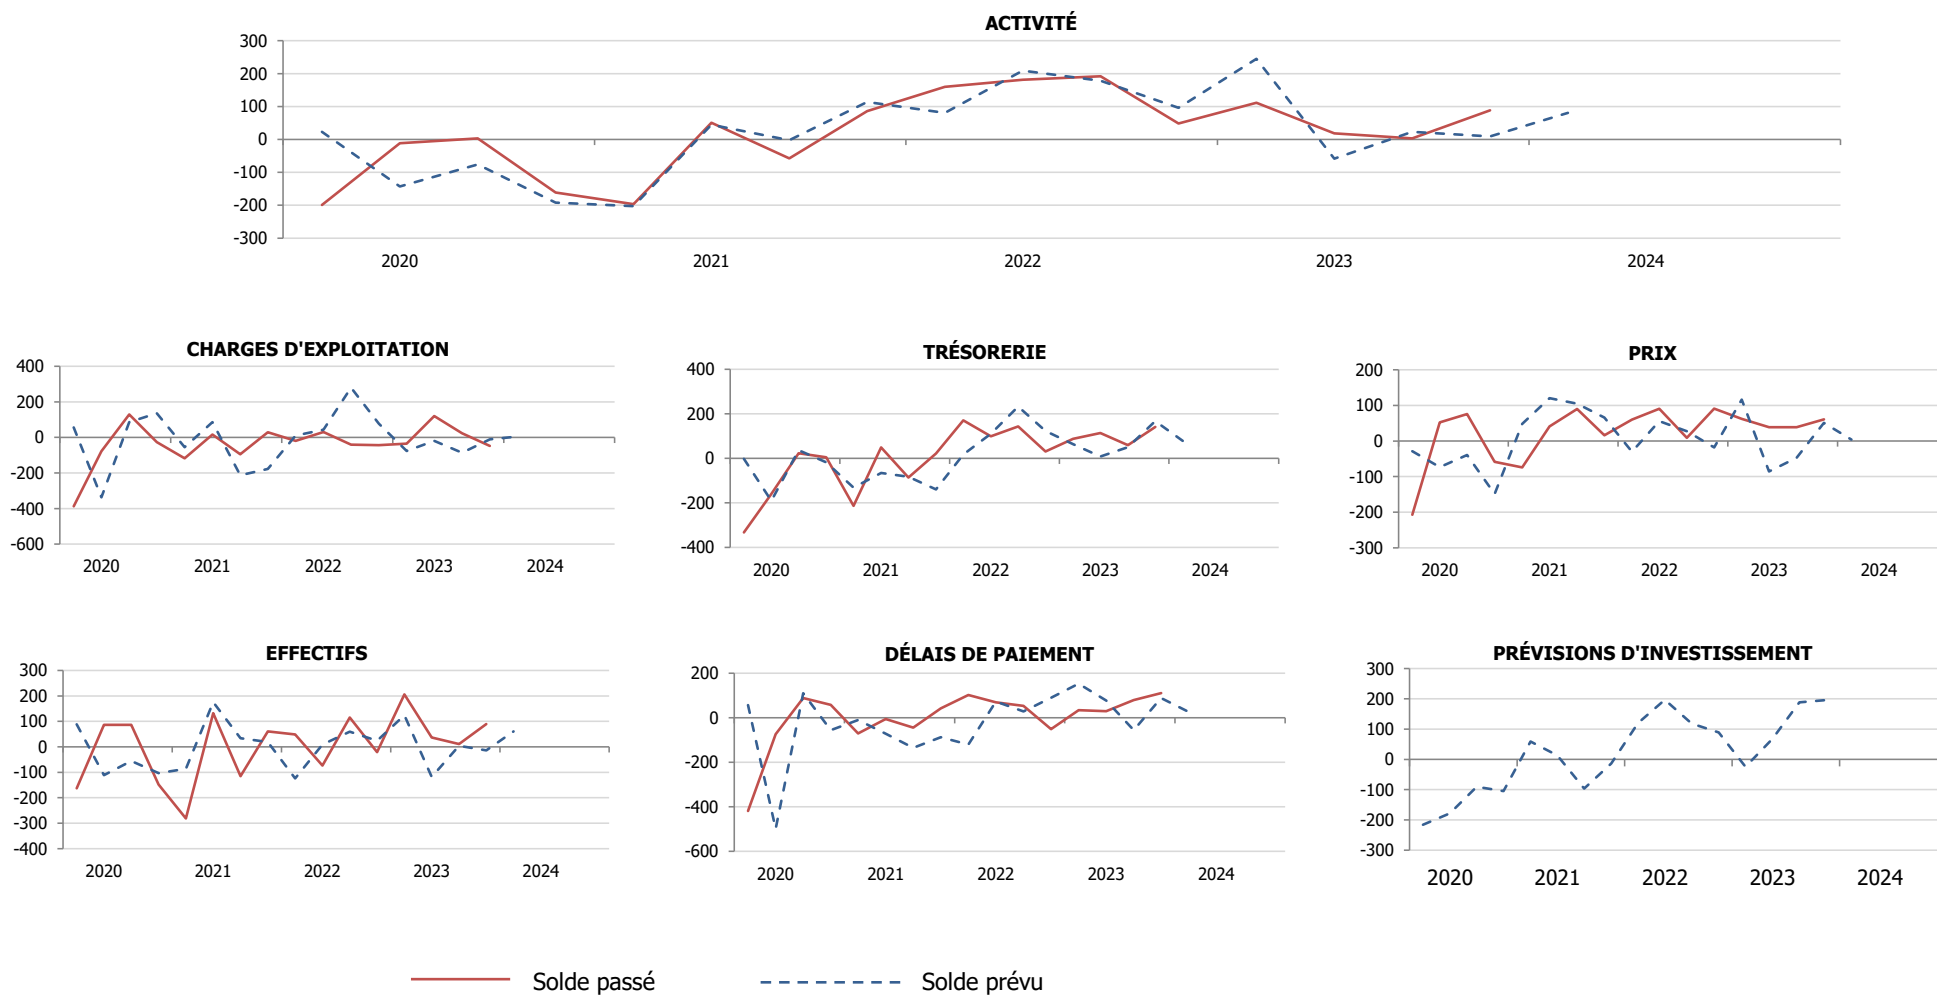 ACTIVITÉ
300
200
100
0
-100
-200
-300
2020 2021 2022 2023 2024
CHARGES D'EXPLOITATION
400
200
0
-200
-400
-600
2020 2021 2022 2023 2024
TRÉSORERIE
400
200
0
-200
-400
2020 2021 2022 2023 2024
PRIX
200
100
0
-100
-200
-300
2020 2021 2022 2023 2024
EFFECTIFS
300
200
100
0
-100
-200
-300
-400
2020 2021 2022 2023 2024
DÉLAIS DE PAIEMENT
200
0
-200
-400
-600
2020 2021 2022 2023 2024
PRÉVISIONS D'INVESTISSEMENT
300
200
100
0
-100
-200
-300
2020 2021 2022 2023 2024
Solde passé Solde prévu